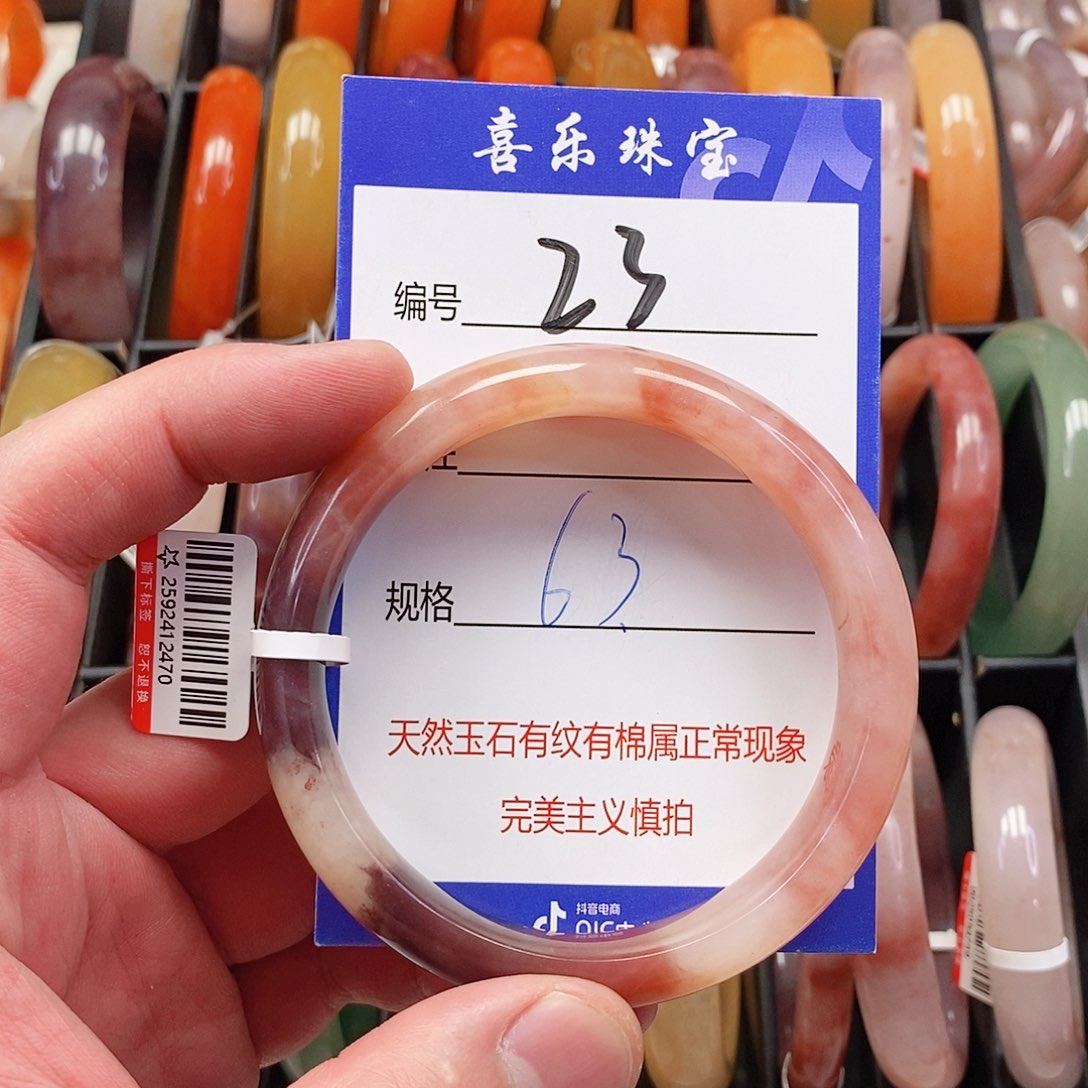 喜乐珠宝
编号 23
规格 63
天然玉石有纹有棉属正常现象
完美主义慎拍
抖音电商
2592412470
撕下标签 恕不退换